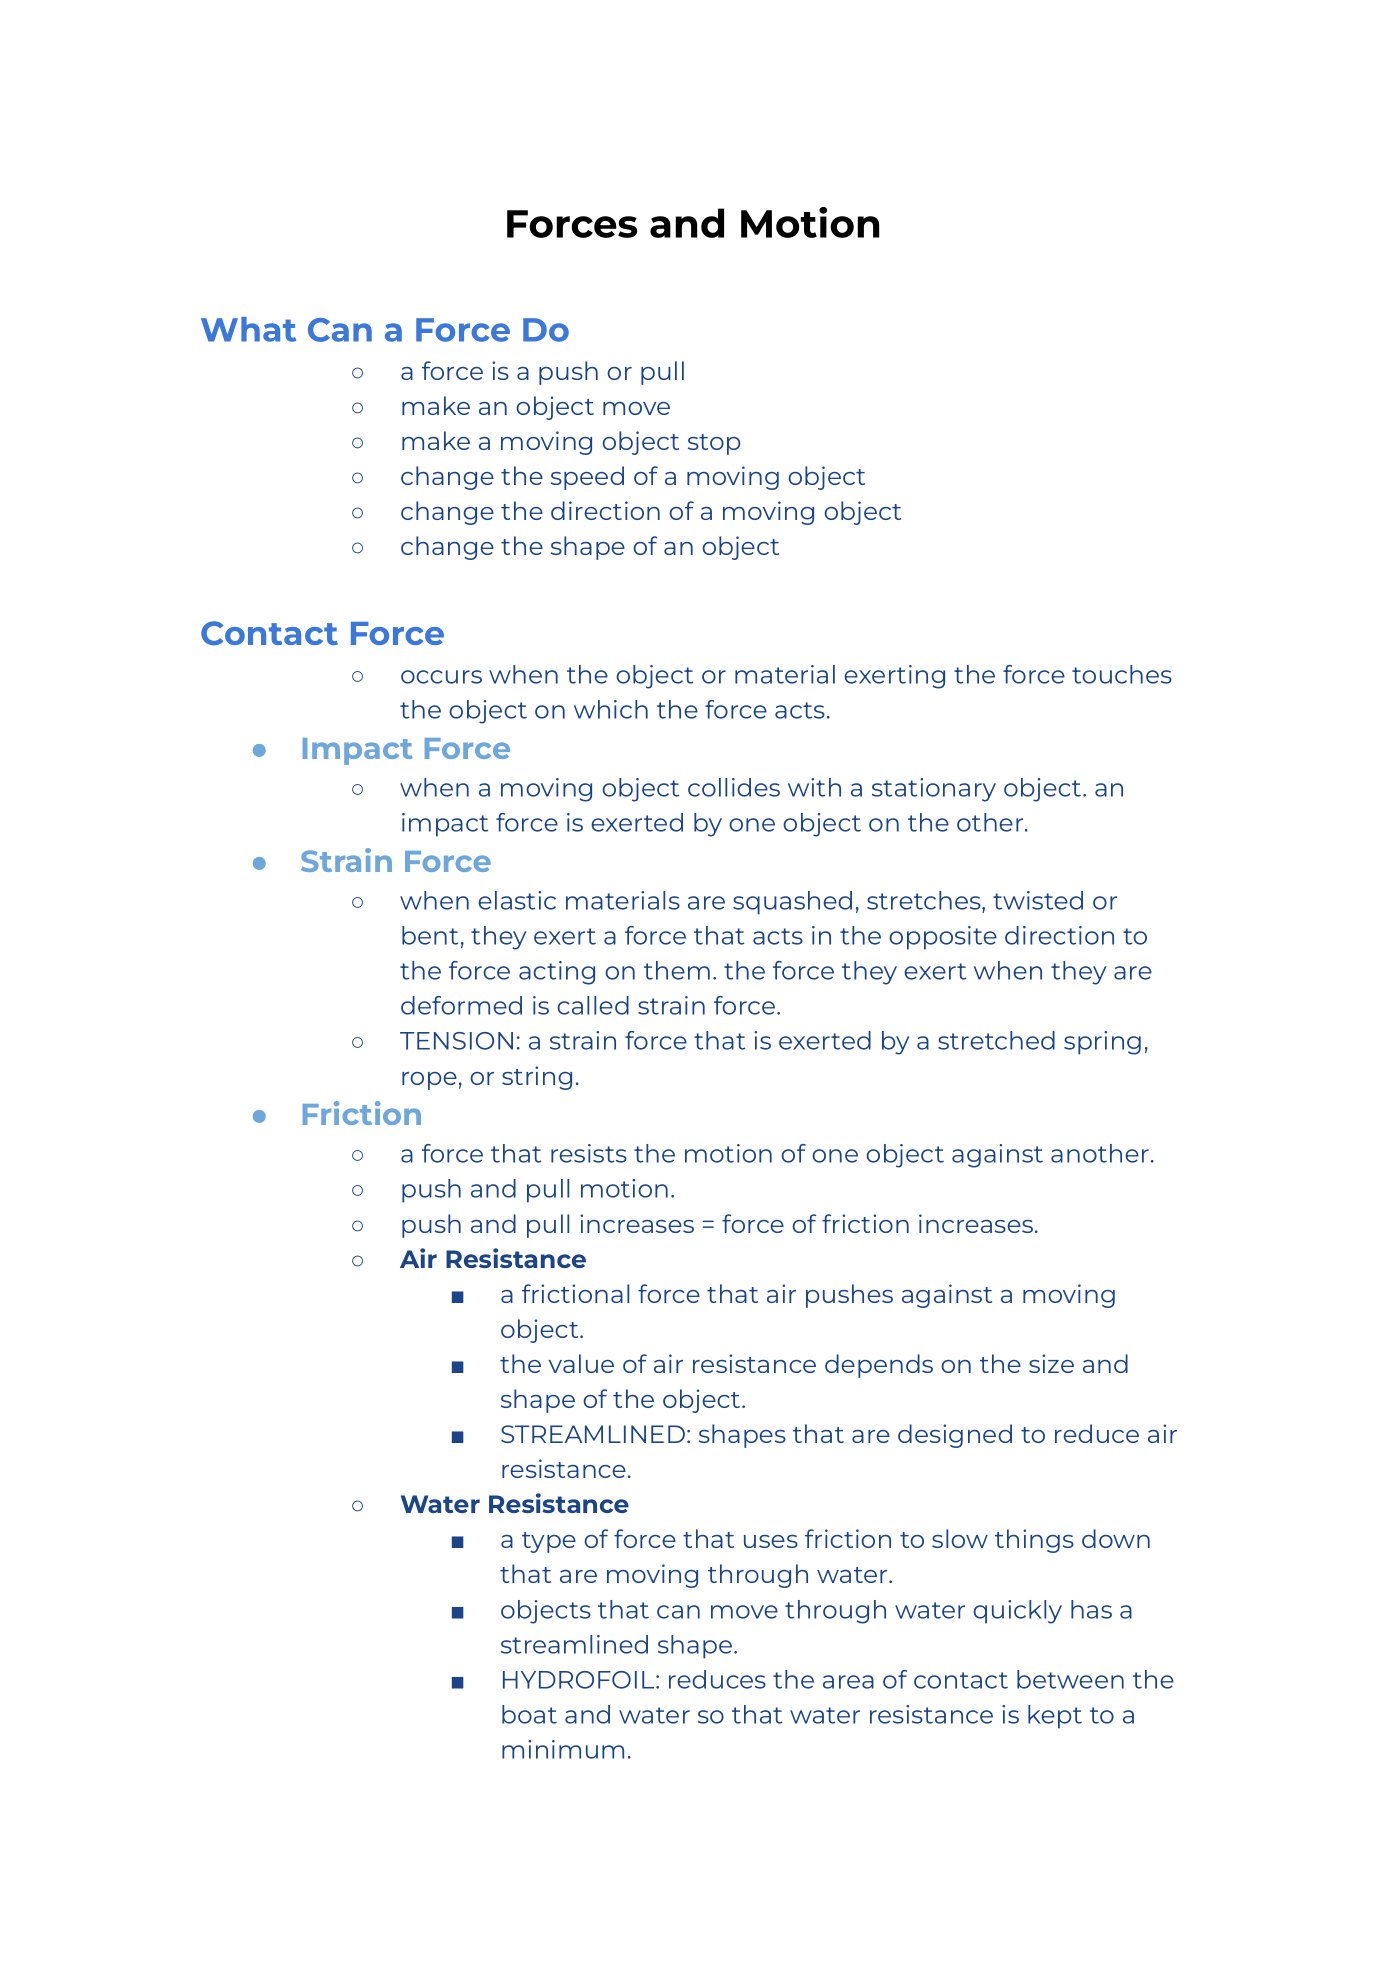 Forces and Motion
What Can a Force Do
○ a force is a push or pull
○ make an object move
○ make a moving object stop
○ change the speed of a moving object
○ change the direction of a moving object
○ change the shape of an object
Contact Force
○ occurs when the object or material exerting the force touches
the object on which the force acts.
● Impact Force
○ when a moving object collides with a stationary object. an
impact force is exerted by one object on the other.
● Strain Force
○ when elastic materials are squashed, stretches, twisted or
bent, they exert a force that acts in the opposite direction to
the force acting on them. the force they exert when they are
deformed is called strain force.
○ TENSION: a strain force that is exerted by a stretched spring,
rope, or string.
● Friction
○ a force that resists the motion of one object against another.
○ push and pull motion.
○ push and pull increases = force of friction increases.
○ Air Resistance
■ a frictional force that air pushes against a moving
object.
■ the value of air resistance depends on the size and
shape of the object.
■ STREAMLINED: shapes that are designed to reduce air
resistance.
○ Water Resistance
■ a type of force that uses friction to slow things down
that are moving through water.
■ objects that can move through water quickly has a
streamlined shape.
■ HYDROFOIL: reduces the area of contact between the
boat and water so that water resistance is kept to a
minimum.